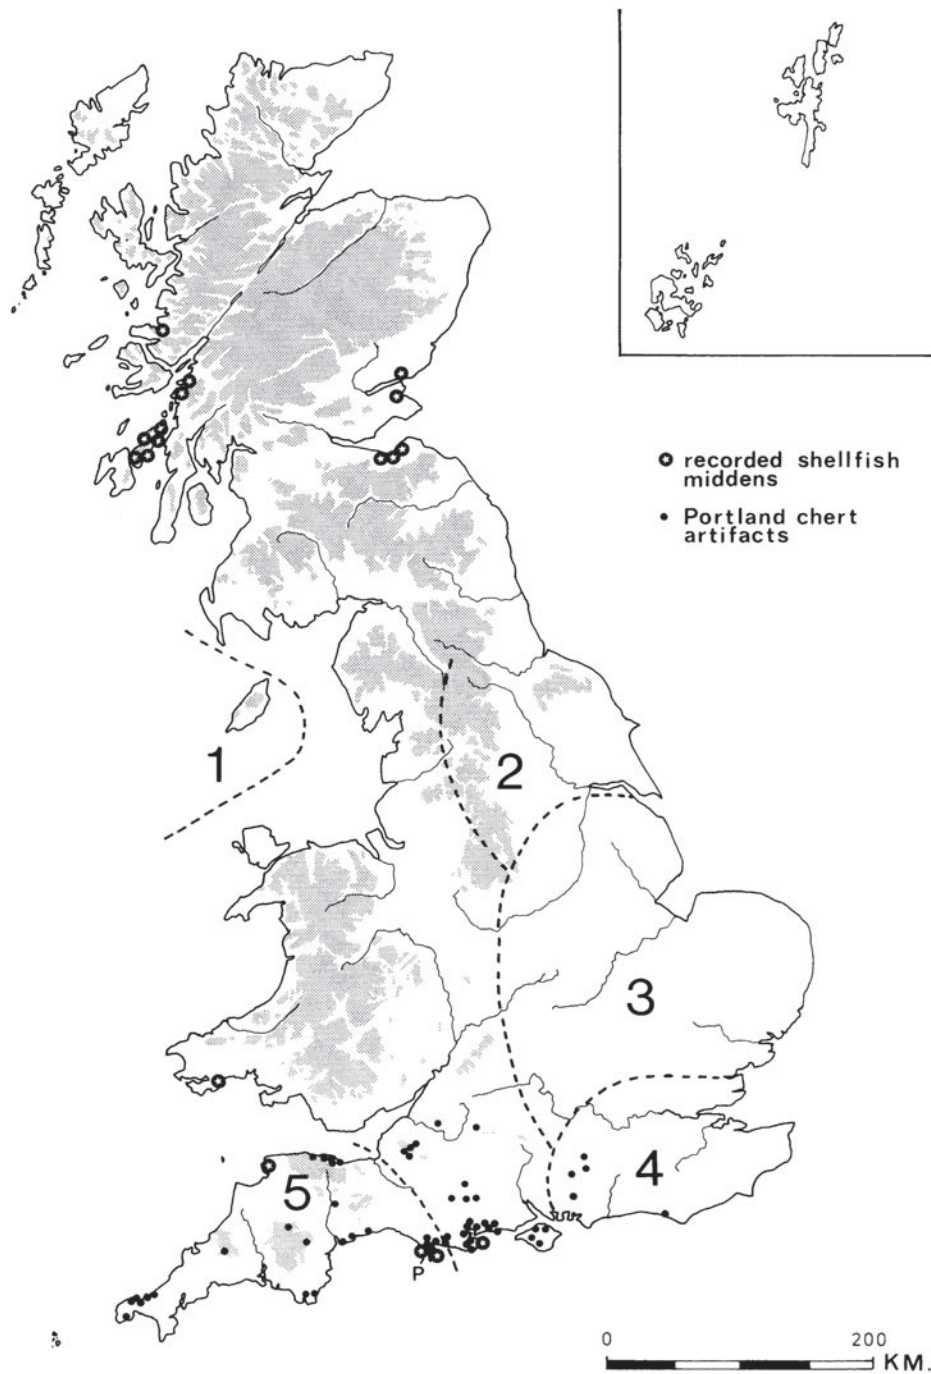 recorded shellfish
middens
Portland chert
artifacts
1
2
3
4
5
P
0 200
KM.